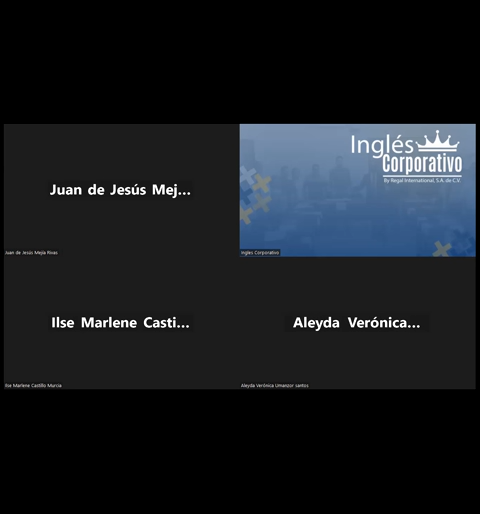 Juan de Jesús Mej...
Juan de Jesús Mejía Rivas
Inglés
Corporativo
By Regal International, S.A. de C.V.
Ingles Corporativo
Ilse Marlene Casti...
Ilse Marlene Castillo Murcia
Aleyda Verónica...
Aleyda Verónica Umanzor santos